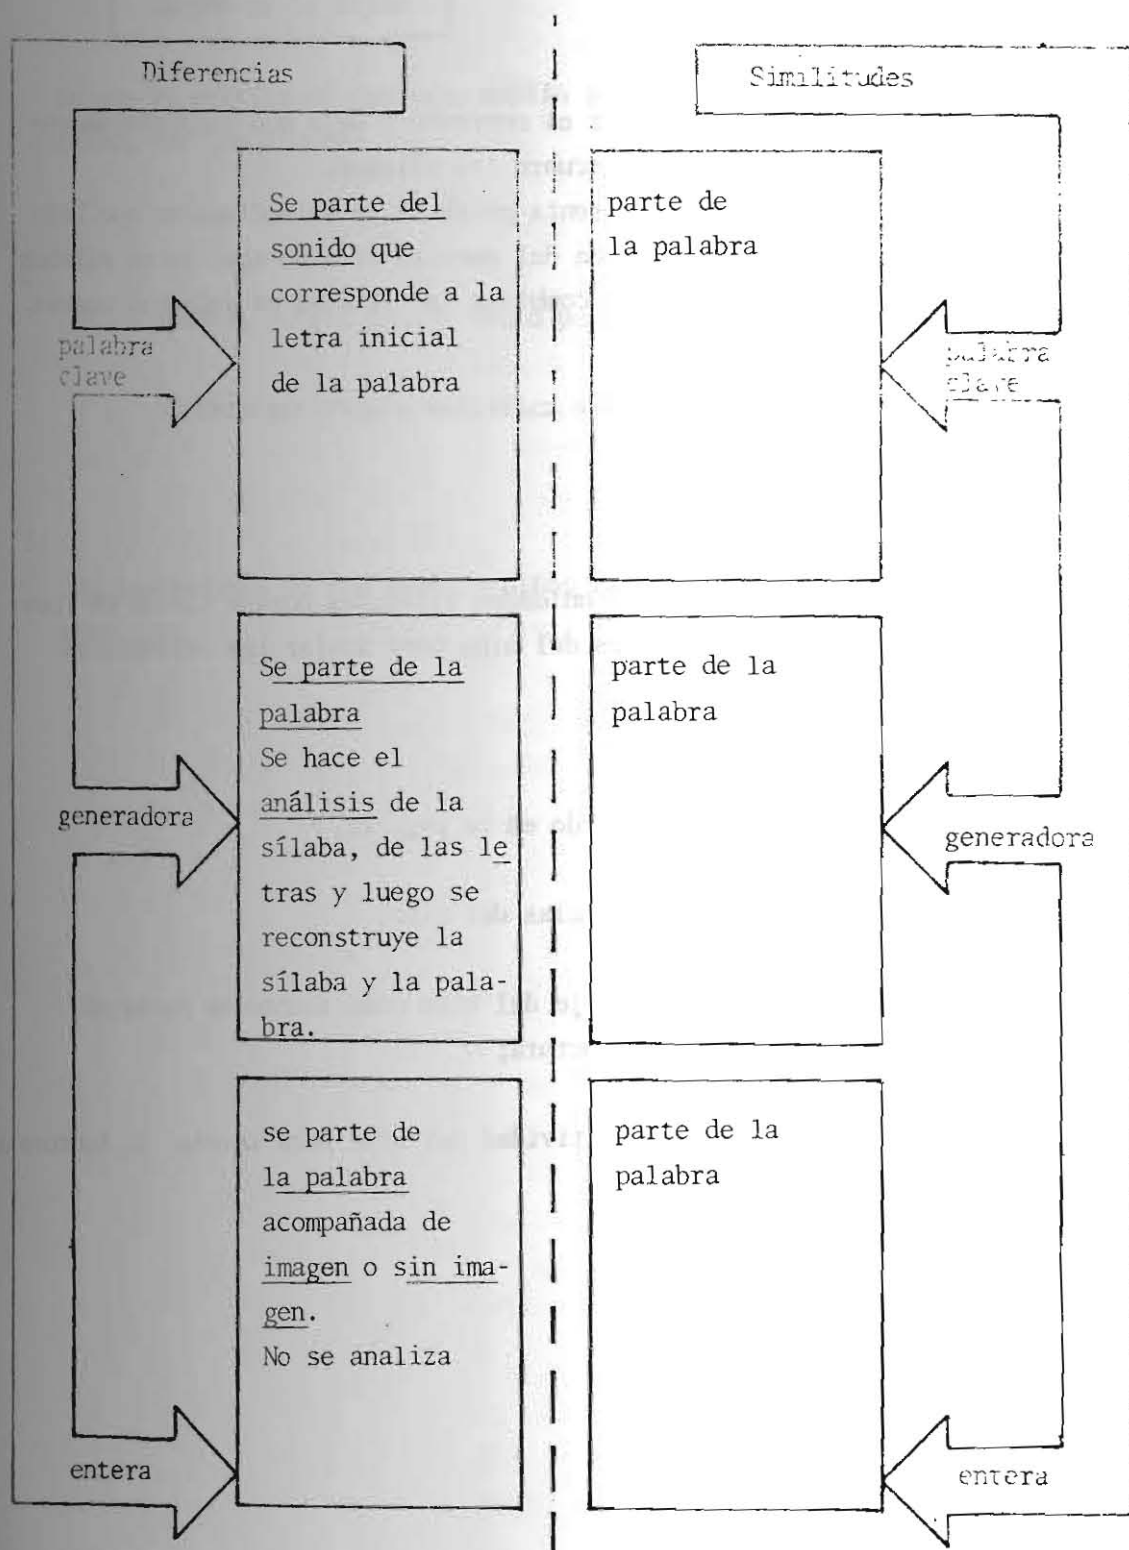 Diferencias
Se parte del
sonido que
corresponde a la
letra inicial
de la palabra
palabra
clave
Se parte de la
palabra
Se hace el
análisis de la
sílaba, de las le
tras y luego se
reconstruye la
sílaba y la pala-
bra.
generadora
se parte de
la palabra
acompañada de
imagen o sin ima-
gen.
No se analiza
entera
Similitudes
parte de
la palabra
palabra
clave
parte de la
palabra
generadora
parte de la
palabra
entera